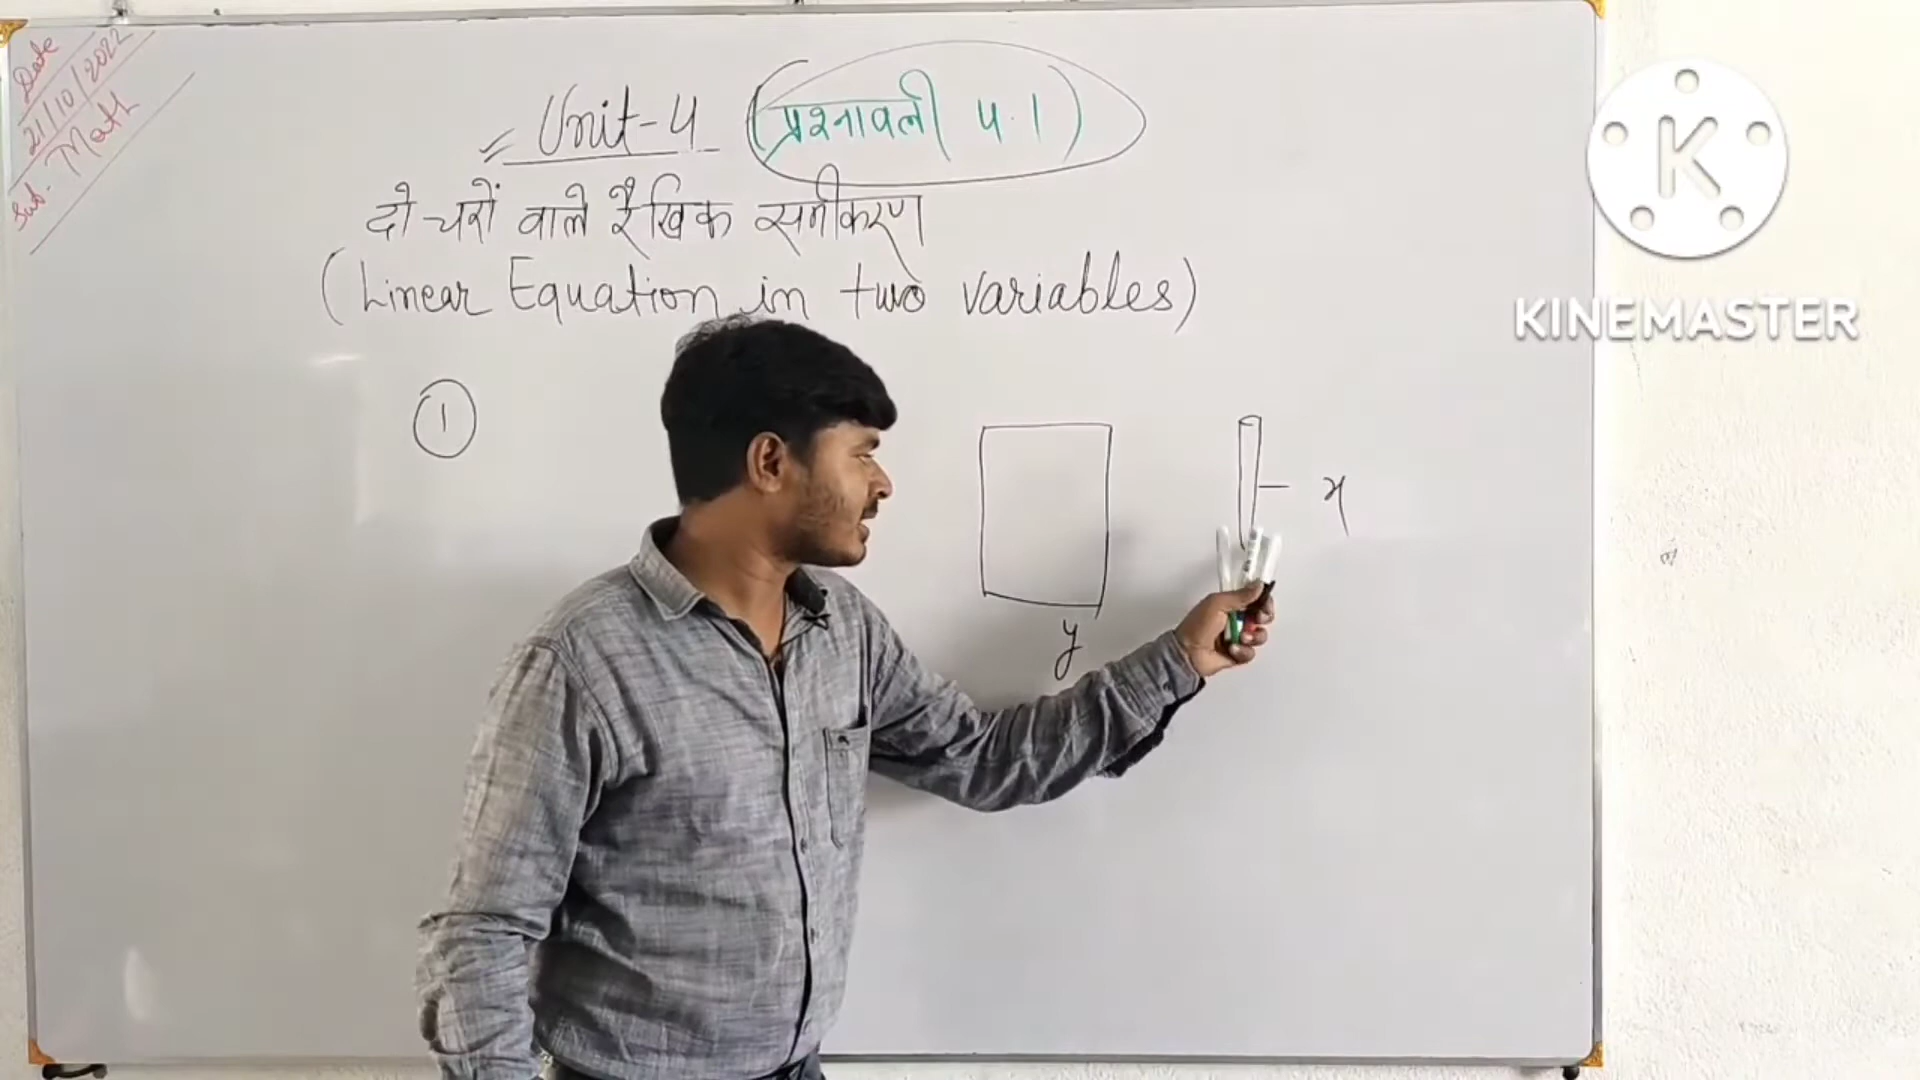 Date
21/10/2022
Sub- Math
Unit-4 (प्रश्नावली 4.1)
दो चरों वाले रैखिक समीकरण
(Linear Equation in two variables)
1
x
y
K
KINEMASTER